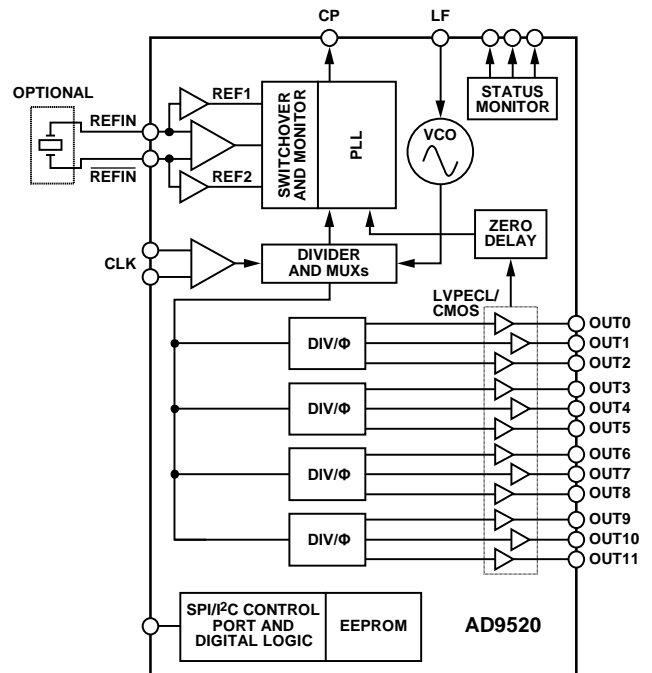 CP
LF
OPTIONAL
REFIN
REFIN
REF1
REF2
SWITCHOVER
AND MONITOR
PLL
VCO
STATUS
MONITOR
ZERO
DELAY
CLK
DIVIDER
AND MUXs
LVPECL/
CMOS
DIV/Φ
OUT0
OUT1
OUT2
DIV/Φ
OUT3
OUT4
OUT5
DIV/Φ
OUT6
OUT7
OUT8
DIV/Φ
OUT9
OUT10
OUT11
SPI/I²C CONTROL
PORT AND
DIGITAL LOGIC
EEPROM
AD9520